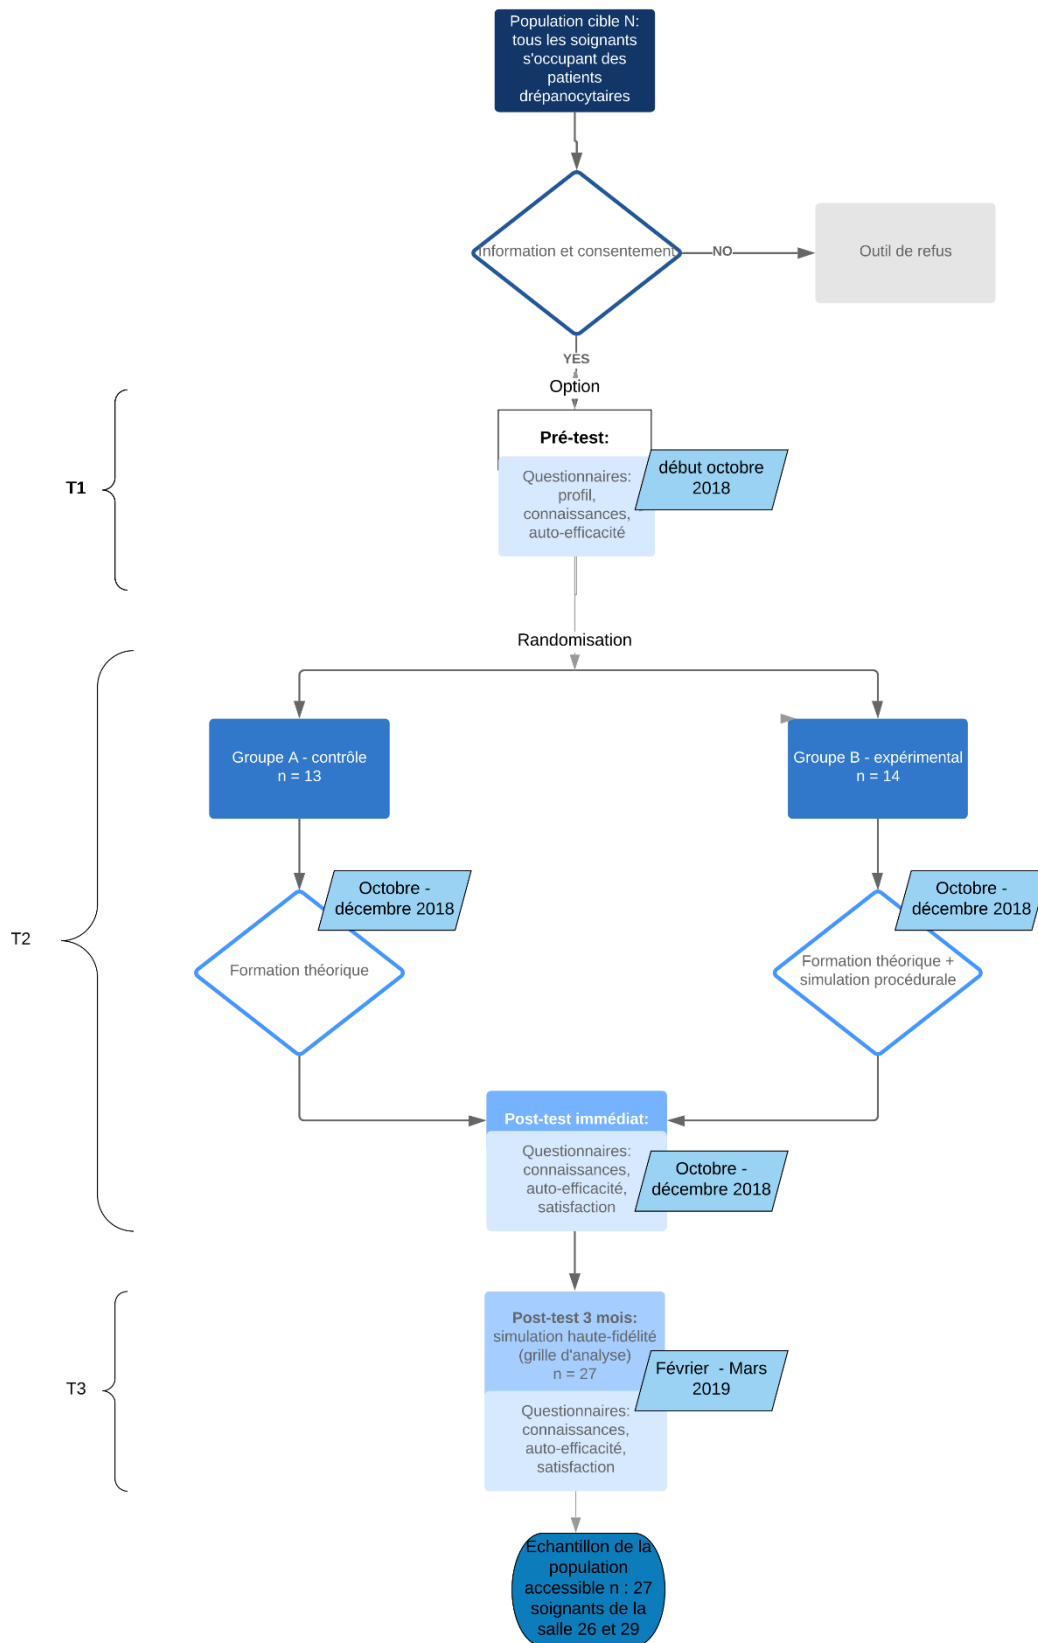 Population cible N:
tous les soignants
s'occupant des
patients
drépanocytaires
Information et consentement
NO
Outil de refus
YES
Option
T1
Pré-test:
Questionnaires:
profil,
connaissances,
auto-efficacité
début octobre
2018
Randomisation
T2
Groupe A - contrôle
n = 13
Groupe B - expérimental
n = 14
Octobre -
décembre 2018
Formation théorique
Octobre -
décembre 2018
Formation théorique +
simulation procédurale
Post-test immédiat:
Questionnaires:
connaissances,
auto-efficacité,
satisfaction
Octobre -
décembre 2018
T3
Post-test 3 mois:
simulation haute-fidélité
(grille d'analyse)
n = 27
Questionnaires:
connaissances,
auto-efficacité,
satisfaction
Février - Mars
2019
Echantillon de la
population
accessible n : 27
soignants de la
salle 26 et 29